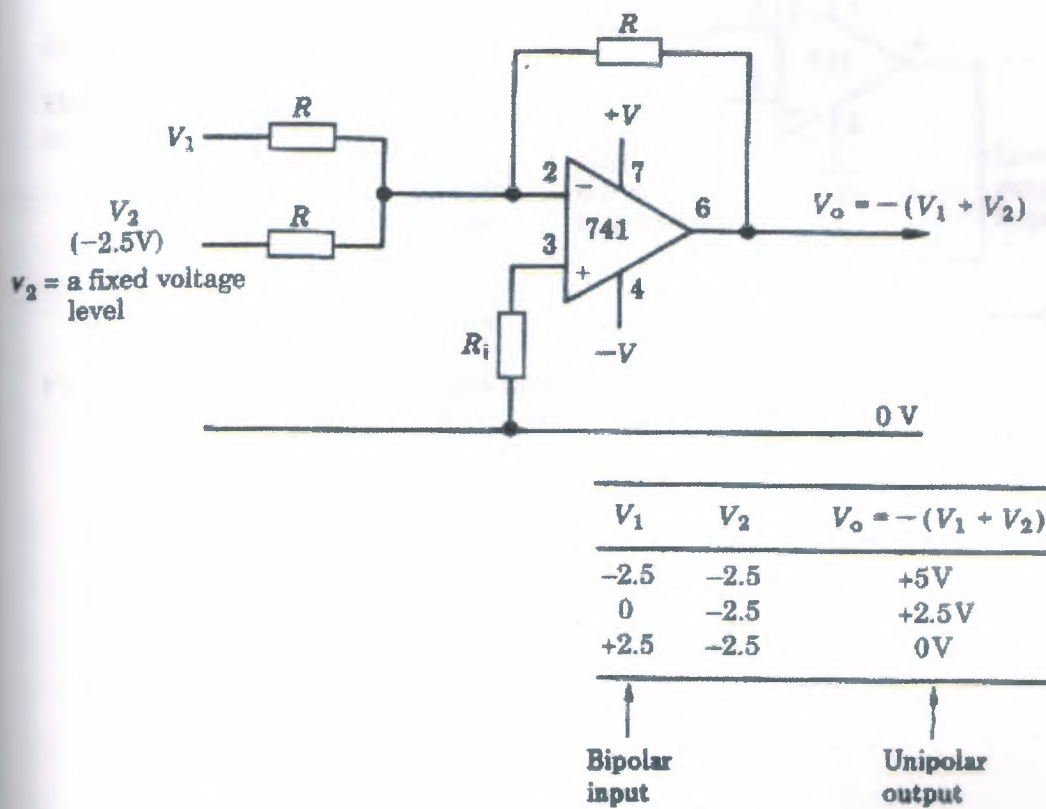 R
R
+V
V₁
2
7
−
6
V₀ = −(V₁ + V₂)
V₂
(−2.5V)
R
741
3
+
4
v₂ = a fixed voltage
level
Rᵢ
−V
0 V
V₁ V₂ V₀ = −(V₁ + V₂)
−2.5 −2.5 +5V
0 −2.5 +2.5V
+2.5 −2.5 0V
Bipolar
input
Unipolar
output